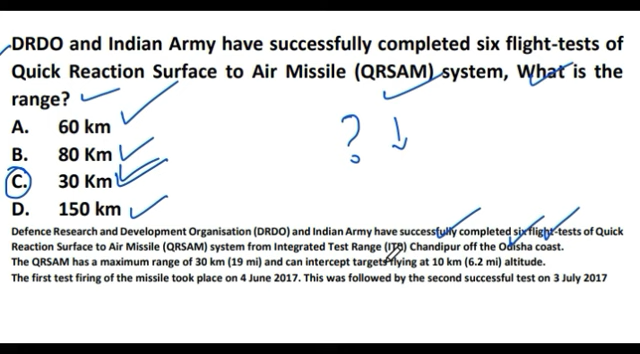 DRDO and Indian Army have successfully completed six flight-tests of
Quick Reaction Surface to Air Missile (QRSAM) system, What is the
range?
?
A. 60 km
B. 80 Km
C. 30 Km
D. 150 km
Defence Research and Development Organisation (DRDO) and Indian Army have successfully completed six flight-tests of Quick
Reaction Surface to Air Missile (QRSAM) system from Integrated Test Range (ITR) Chandipur off the Odisha coast.
The QRSAM has a maximum range of 30 km (19 mi) and can intercept targets flying at 10 km (6.2 mi) altitude.
The first test firing of the missile took place on 4 June 2017. This was followed by the second successful test on 3 July 2017